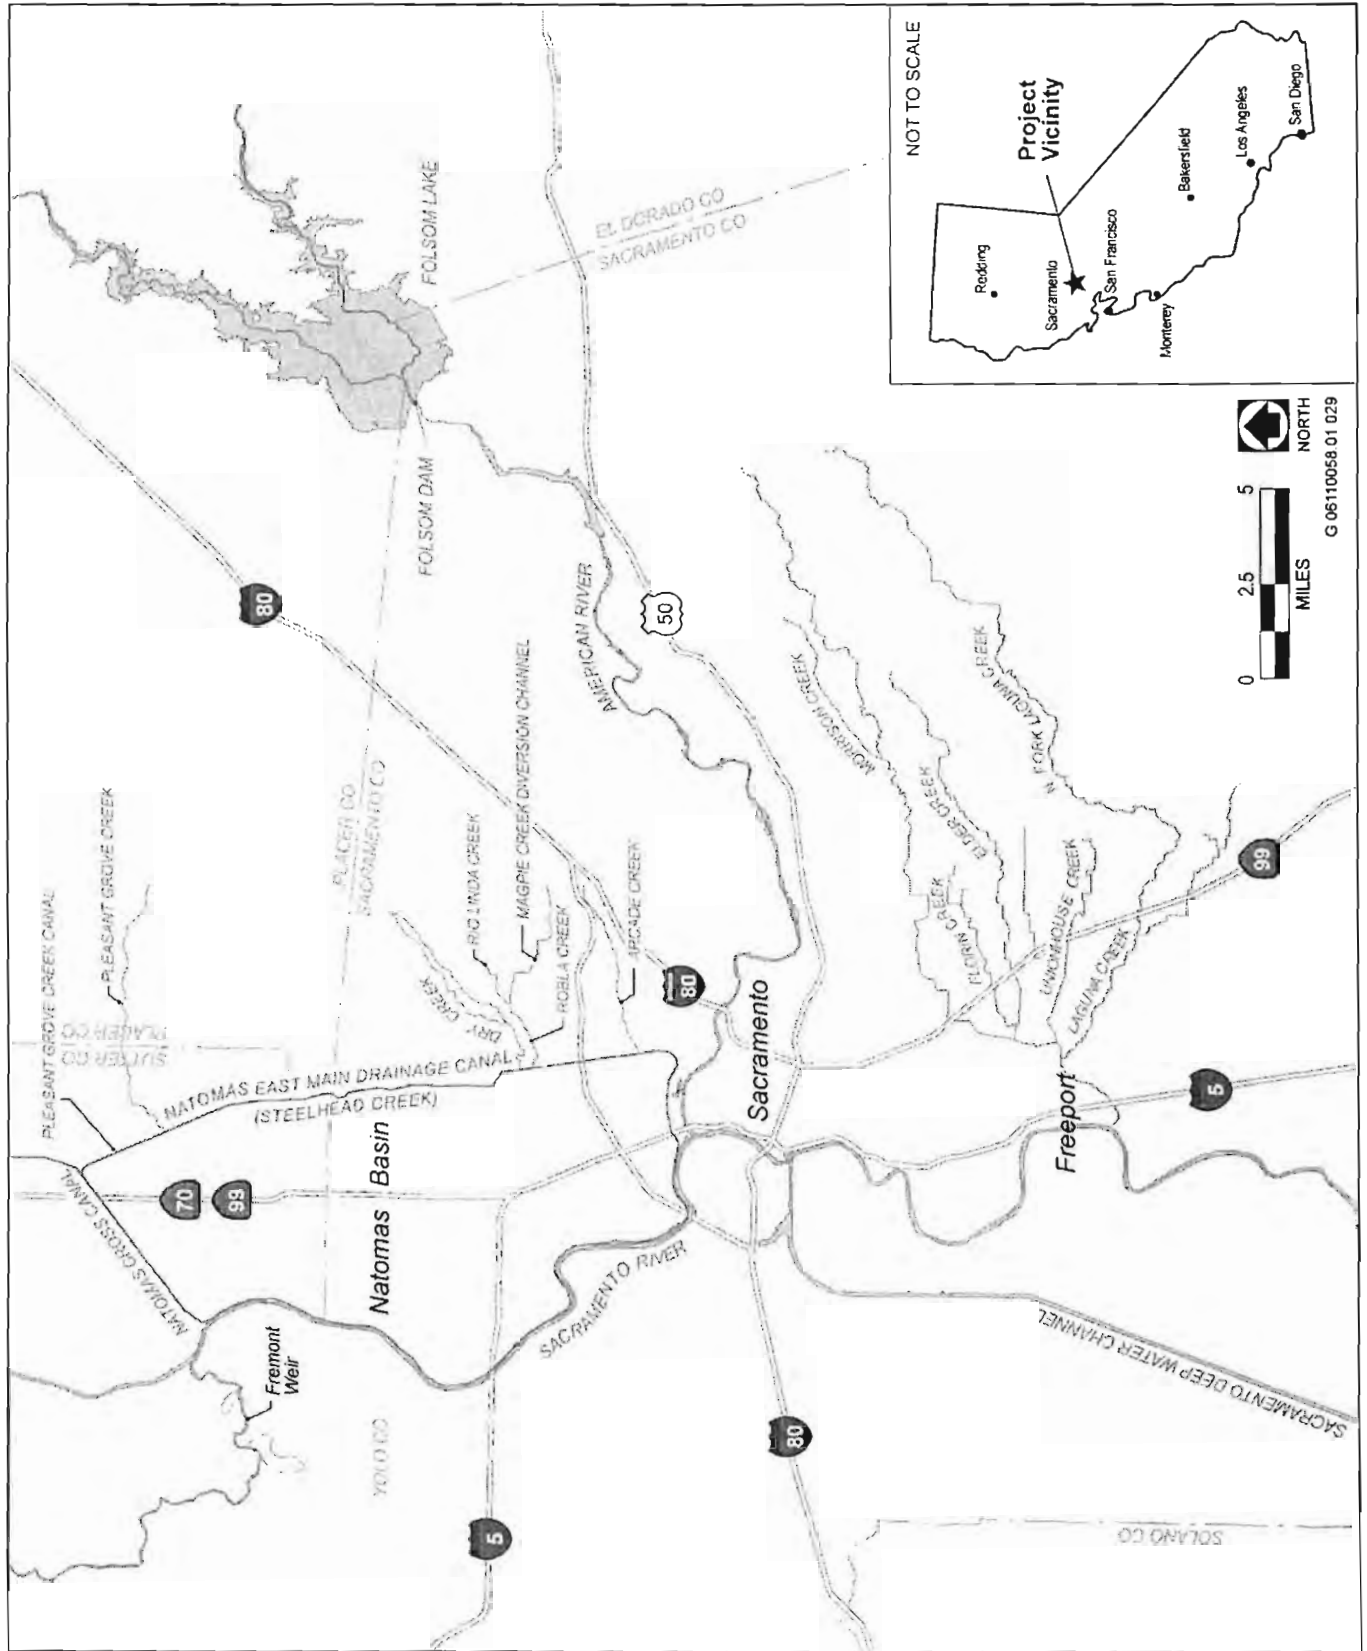 PLEASANT GROVE CREEK CANAL
PLEASANT GROVE CREEK
SUTTER CO
PLACER CO
NATOMAS CROSS CANAL
70
99
NATOMAS EAST MAIN DRAINAGE CANAL
(STEELHEAD CREEK)
PLACER CO
SACRAMENTO CO
80
Fremont
Weir
Natomas Basin
YOLO CO
DRY CREEK
RIO LINDA CREEK
MAGPIE CREEK DIVERSION CHANNEL
ROBLA CREEK
ARCADE CREEK
FOLSOM DAM
FOLSOM LAKE
EL DORADO CO
SACRAMENTO CO
5
SACRAMENTO RIVER
AMERICAN RIVER
50
80
Sacramento
80
MORRISON CREEK
FLORIN CREEK
ELDER CREEK
UNIONHOUSE CREEK
LAGUNA CREEK
N FORK LAGUNA CREEK
Freeport
5
99
SACRAMENTO DEEP WATER CHANNEL
SOLANO CO
NOT TO SCALE
Project
Vicinity
Redding
Sacramento
San Francisco
Monterey
Bakersfield
Los Angeles
San Diego
0 2.5 5
MILES
NORTH
G 06110058.01 029